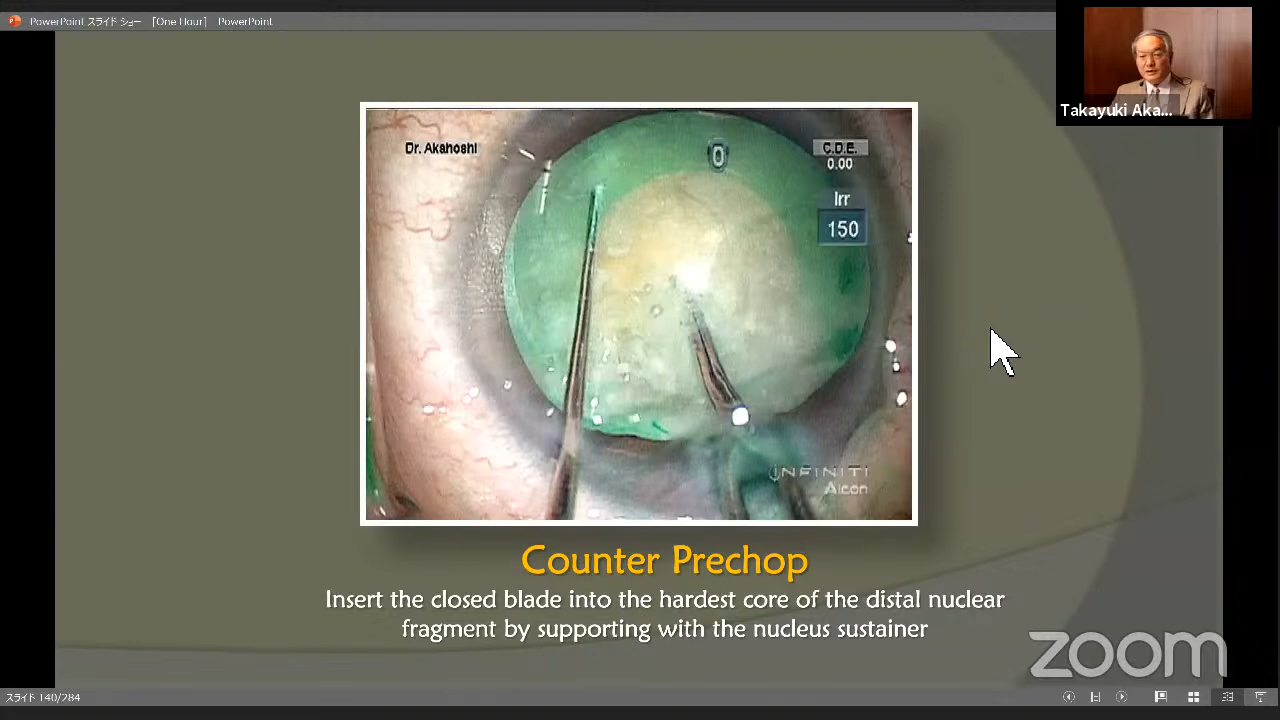 PowerPoint スライド ショー - [One Hour] - PowerPoint
Takayuki Aka...
Dr. Akahoshi
0
C.D.E.
0.00
Irr
150
INFINITI
Alcon
Counter Prechop
Insert the closed blade into the hardest core of the distal nuclear
fragment by supporting with the nucleus sustainer
zoom
スライド 140/284